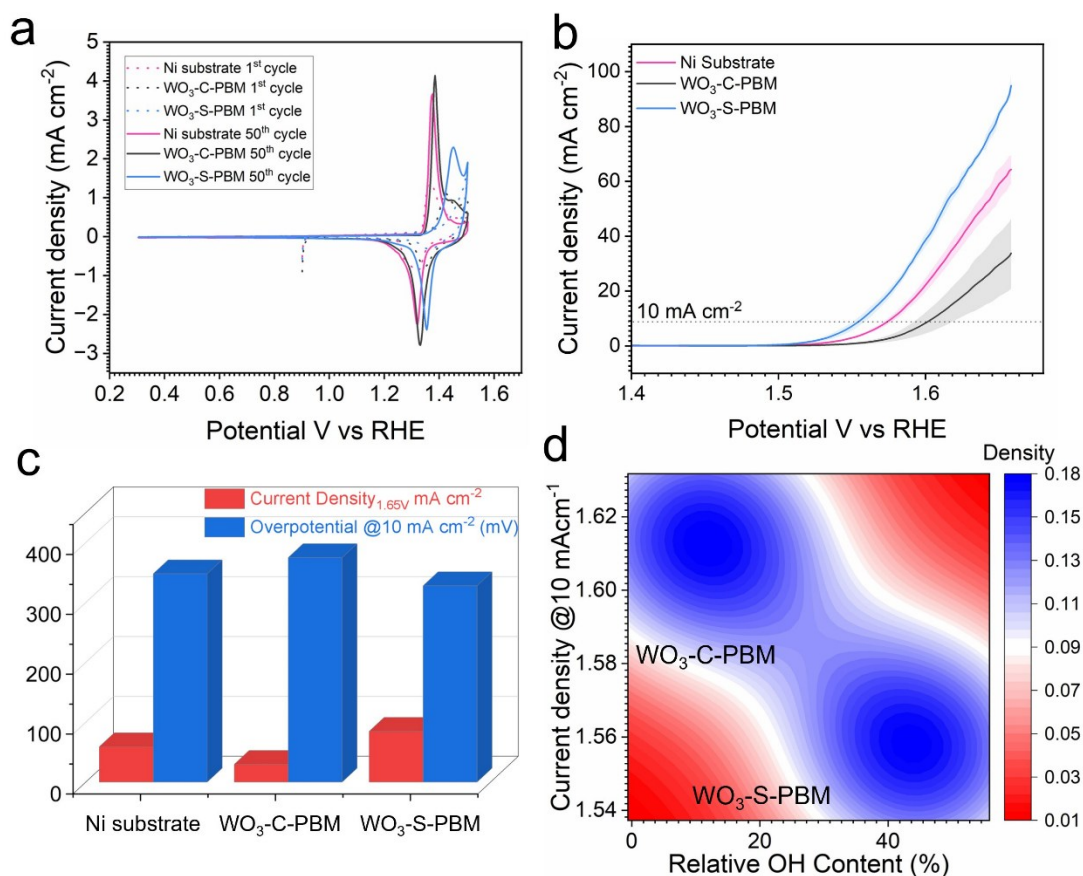 a
5
4
3
2
1
0
-1
-2
-3
Current density (mA cm⁻²)
Ni substrate 1ˢᵗ cycle
WO₃-C-PBM 1ˢᵗ cycle
WO₃-S-PBM 1ˢᵗ cycle
Ni substrate 50ᵗʰ cycle
WO₃-C-PBM 50ᵗʰ cycle
WO₃-S-PBM 50ᵗʰ cycle
0.2 0.4 0.6 0.8 1.0 1.2 1.4 1.6
Potential V vs RHE
b
100
80
60
40
20
0
Current density (mA cm⁻²)
Ni Substrate
WO₃-C-PBM
WO₃-S-PBM
10 mA cm⁻²
1.4 1.5 1.6
Potential V vs RHE
c
Current Density₁.₆₅ᵥ mA cm⁻²
Overpotential @10 mA cm⁻² (mV)
400
300
200
100
0
Ni substrate WO₃-C-PBM WO₃-S-PBM
d
Density
Current density @10 mAcm⁻¹
1.62
1.60
1.58
1.56
1.54
WO₃-C-PBM
WO₃-S-PBM
0 20 40
Relative OH Content (%)
0.18
0.17
0.15
0.13
0.11
0.09
0.07
0.05
0.03
0.01